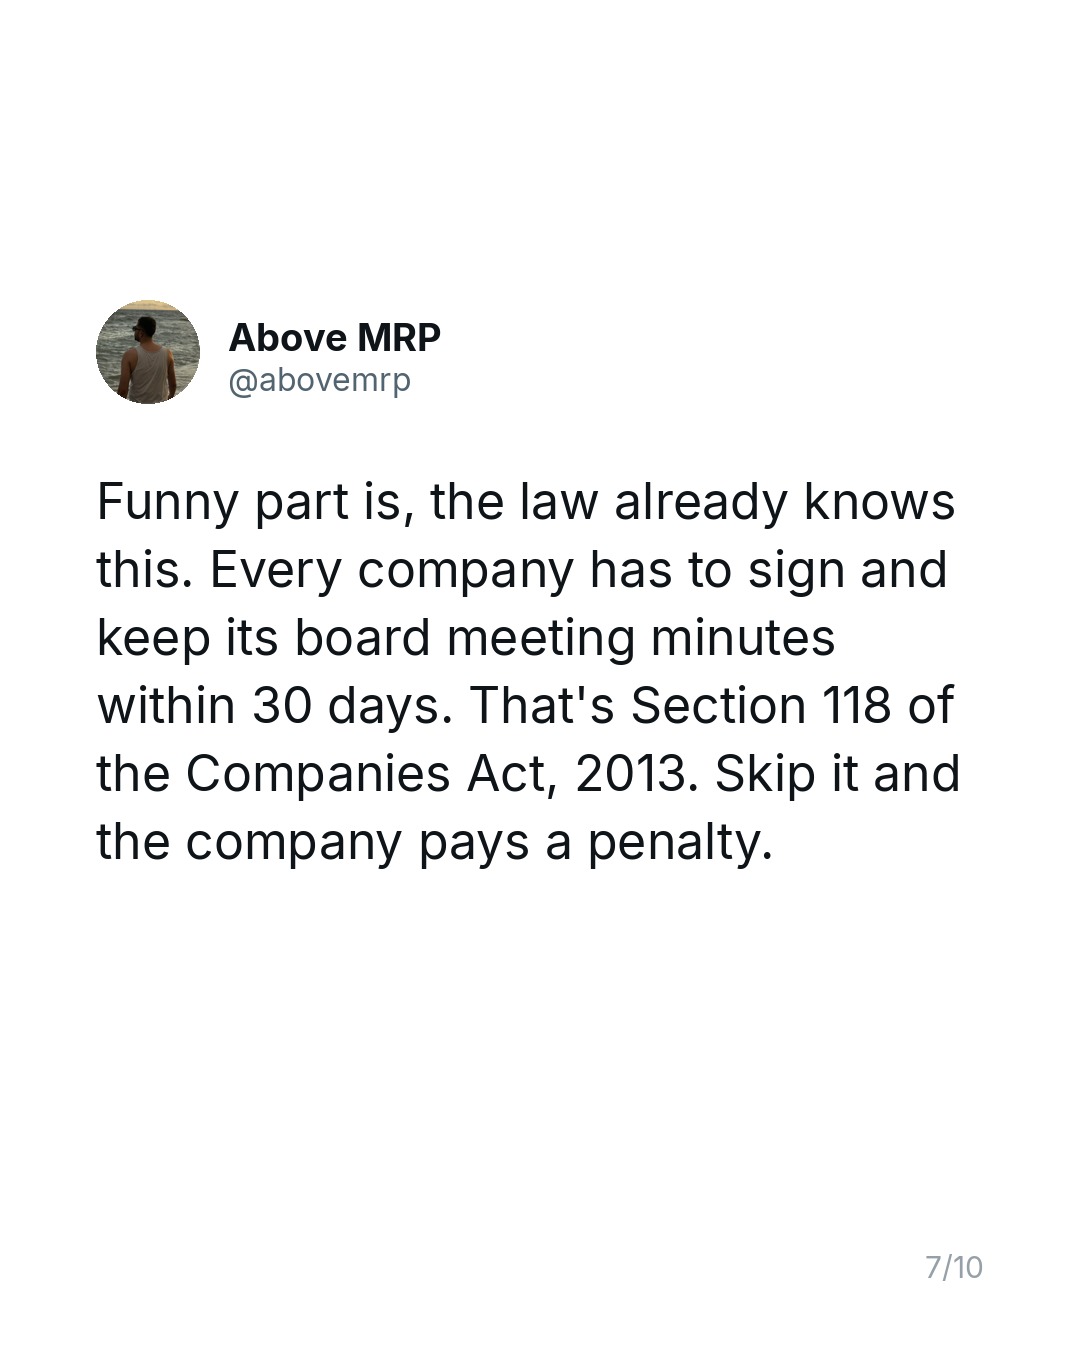 Above MRP
@abovemrp
Funny part is, the law already knows
this. Every company has to sign and
keep its board meeting minutes
within 30 days. That's Section 118 of
the Companies Act, 2013. Skip it and
the company pays a penalty.
7/10